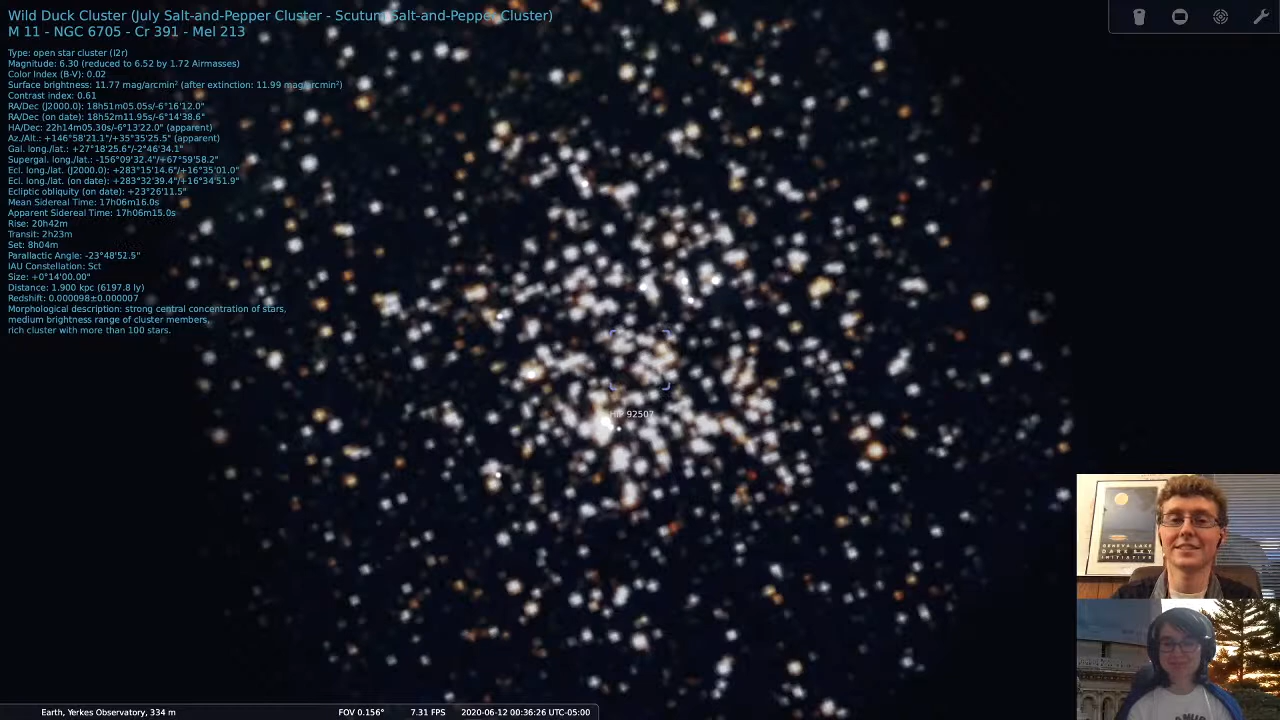 Wild Duck Cluster (July Salt-and-Pepper Cluster - Scutum Salt-and-Pepper Cluster)
M 11 - NGC 6705 - Cr 391 - Mel 213
Type: open star cluster (I2r)
Magnitude: 6.30 (reduced to 6.52 by 1.72 Airmasses)
Color Index (B-V): 0.02
Surface brightness: 11.77 mag/arcmin² (after extinction: 11.99 mag/arcmin²)
Contrast index: 0.61
RA/Dec (J2000.0): 18h51m05.05s/-6°16'12.0"
RA/Dec (on date): 18h52m11.95s/-6°14'38.6"
HA/Dec: 22h14m05.30s/-6°13'22.0" (apparent)
Az./Alt.: +146°58'21.1"/+35°35'25.5" (apparent)
Gal. long./lat.: +27°18'25.6"/-2°46'34.1"
Supergal. long./lat.: -156°09'32.4"/+67°59'58.2"
Ecl. long./lat. (J2000.0): +283°15'14.6"/+16°35'01.0"
Ecl. long./lat. (on date): +283°32'39.4"/+16°34'51.9"
Ecliptic obliquity (on date): +23°26'11.5"
Mean Sidereal Time: 17h06m16.0s
Apparent Sidereal Time: 17h06m15.0s
Rise: 20h42m
Transit: 2h23m
Set: 8h04m
Parallactic Angle: -23°48'52.5"
IAU Constellation: Sct
Size: +0°14'00.00"
Distance: 1.900 kpc (6197.8 ly)
Redshift: 0.000098±0.000007
Morphological description: strong central concentration of stars,
medium brightness range of cluster members,
rich cluster with more than 100 stars.
HIP 92507
GENEVA LAKE
DARK SKY
INITIATIVE
Earth, Yerkes Observatory, 334 m FOV 0.156° 7.31 FPS 2020-06-12 00:36:26 UTC-05:00